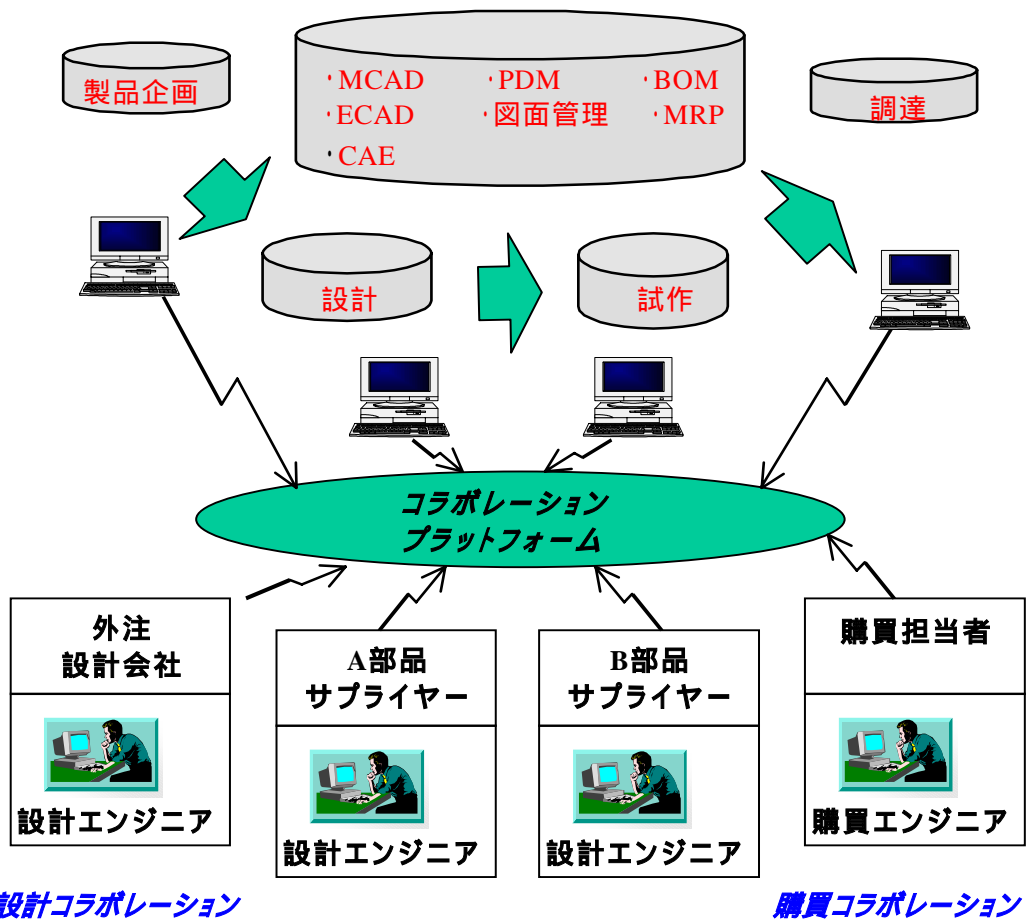 製品企画
・MCAD ・PDM ・BOM
・ECAD ・図面管理 ・MRP
・CAE
調達
設計
試作
コラボレーション
プラットフォーム
外注
設計会社
設計エンジニア
A部品
サプライヤー
設計エンジニア
B部品
サプライヤー
設計エンジニア
購買担当者
購買エンジニア
設計コラボレーション
購買コラボレーション